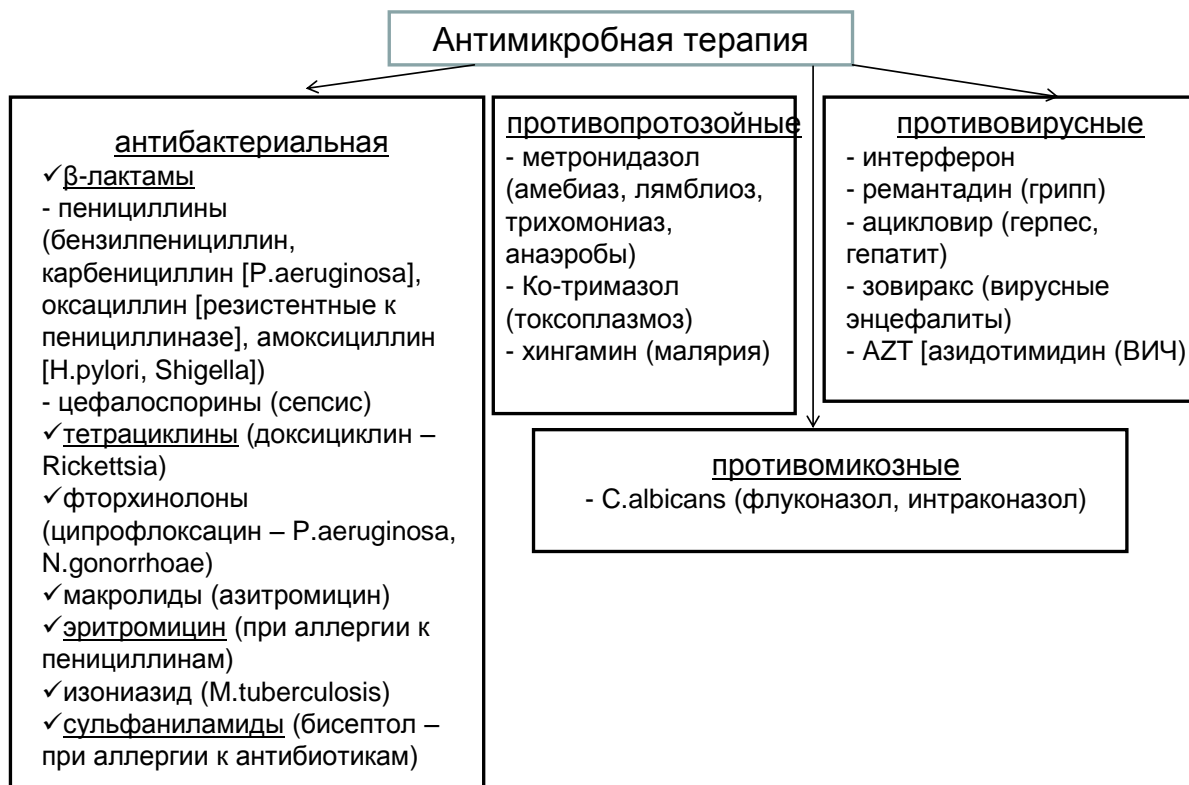 Антимикробная терапия
антибактериальная
✓β-лактамы
- пенициллины
(бензилпенициллин,
карбенициллин [P.aeruginosa],
оксациллин [резистентные к
пенициллиназе], амоксициллин
[H.pylori, Shigella])
- цефалоспорины (сепсис)
✓тетрациклины (доксициклин –
Rickettsia)
✓фторхинолоны
(ципрофлоксацин – P.aeruginosa,
N.gonorrhoae)
✓макролиды (азитромицин)
✓эритромицин (при аллергии к
пенициллинам)
✓изониазид (M.tuberculosis)
✓сульфаниламиды (бисептол –
при аллергии к антибиотикам)
противопротозойные
- метронидазол
(амебиаз, лямблиоз,
трихомониаз,
анаэробы)
- Ко-тримазол
(токсоплазмоз)
- хингамин (малярия)
противовирусные
- интерферон
- ремантадин (грипп)
- ацикловир (герпес,
гепатит)
- зовиракс (вирусные
энцефалиты)
- AZT [азидотимидин (ВИЧ)
противомикозные
- C.albicans (флуконазол, интраконазол)